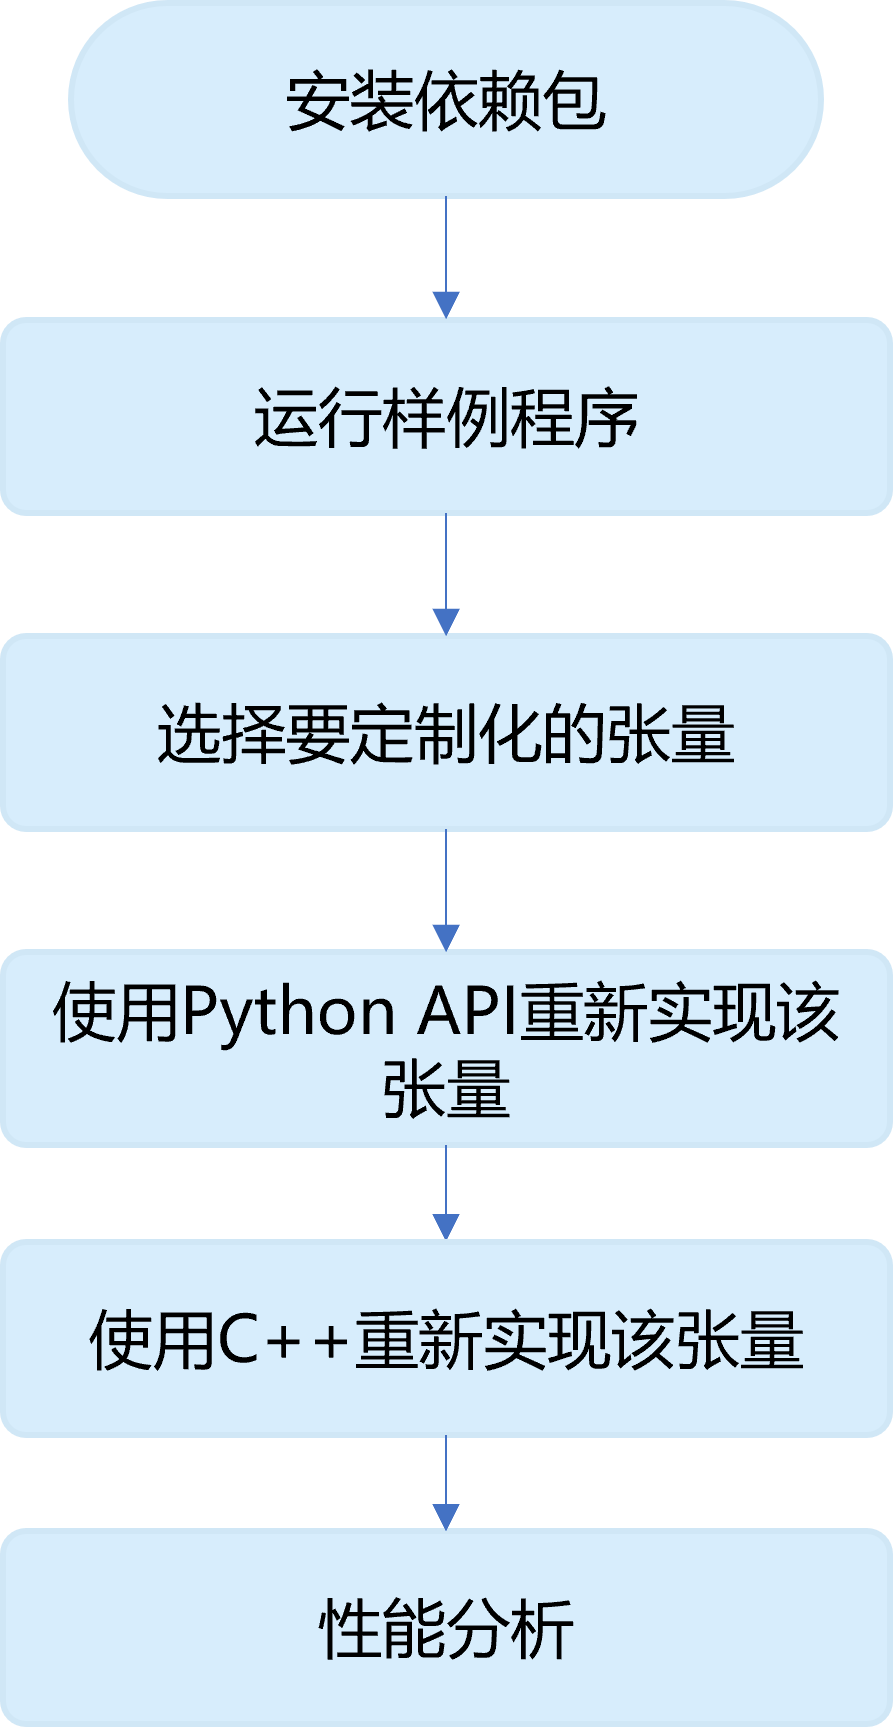 安装依赖包
运行样例程序
选择要定制化的张量
使用Python API重新实现该
张量
使用C++重新实现该张量
性能分析